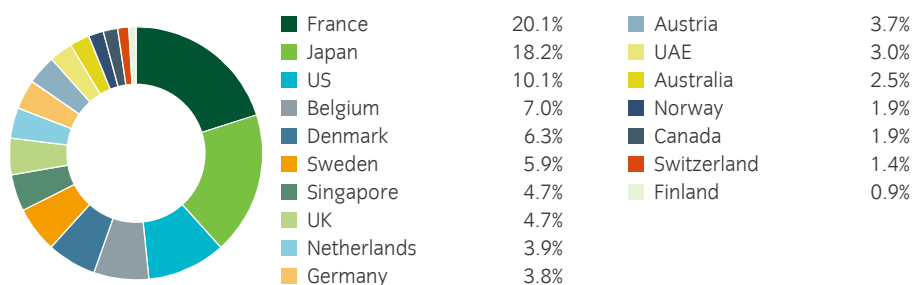 France 20.1%
Japan 18.2%
US 10.1%
Belgium 7.0%
Denmark 6.3%
Sweden 5.9%
Singapore 4.7%
UK 4.7%
Netherlands 3.9%
Germany 3.8%
Austria 3.7%
UAE 3.0%
Australia 2.5%
Norway 1.9%
Canada 1.9%
Switzerland 1.4%
Finland 0.9%